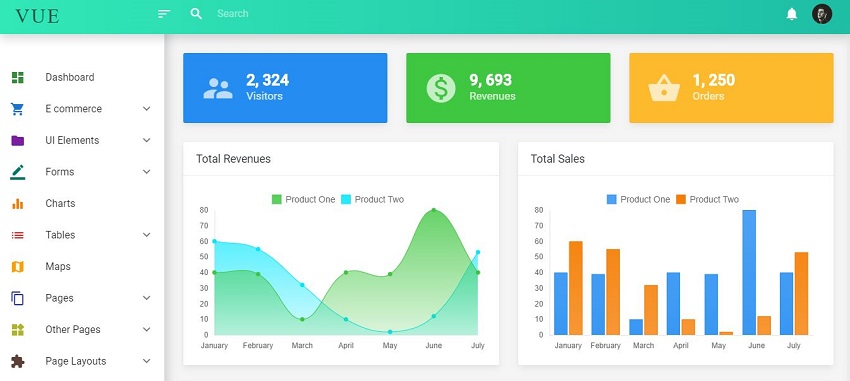 VUE
Search
Dashboard
E commerce
UI Elements
Forms
Charts
Tables
Maps
Pages
Other Pages
Page Layouts
2, 324
Visitors
9, 693
Revenues
1, 250
Orders
Total Revenues
Product One Product Two
80
70
60
50
40
30
20
10
0
January February March April May June July
Total Sales
Product One Product Two
80
70
60
50
40
30
20
10
0
January February March April May June July